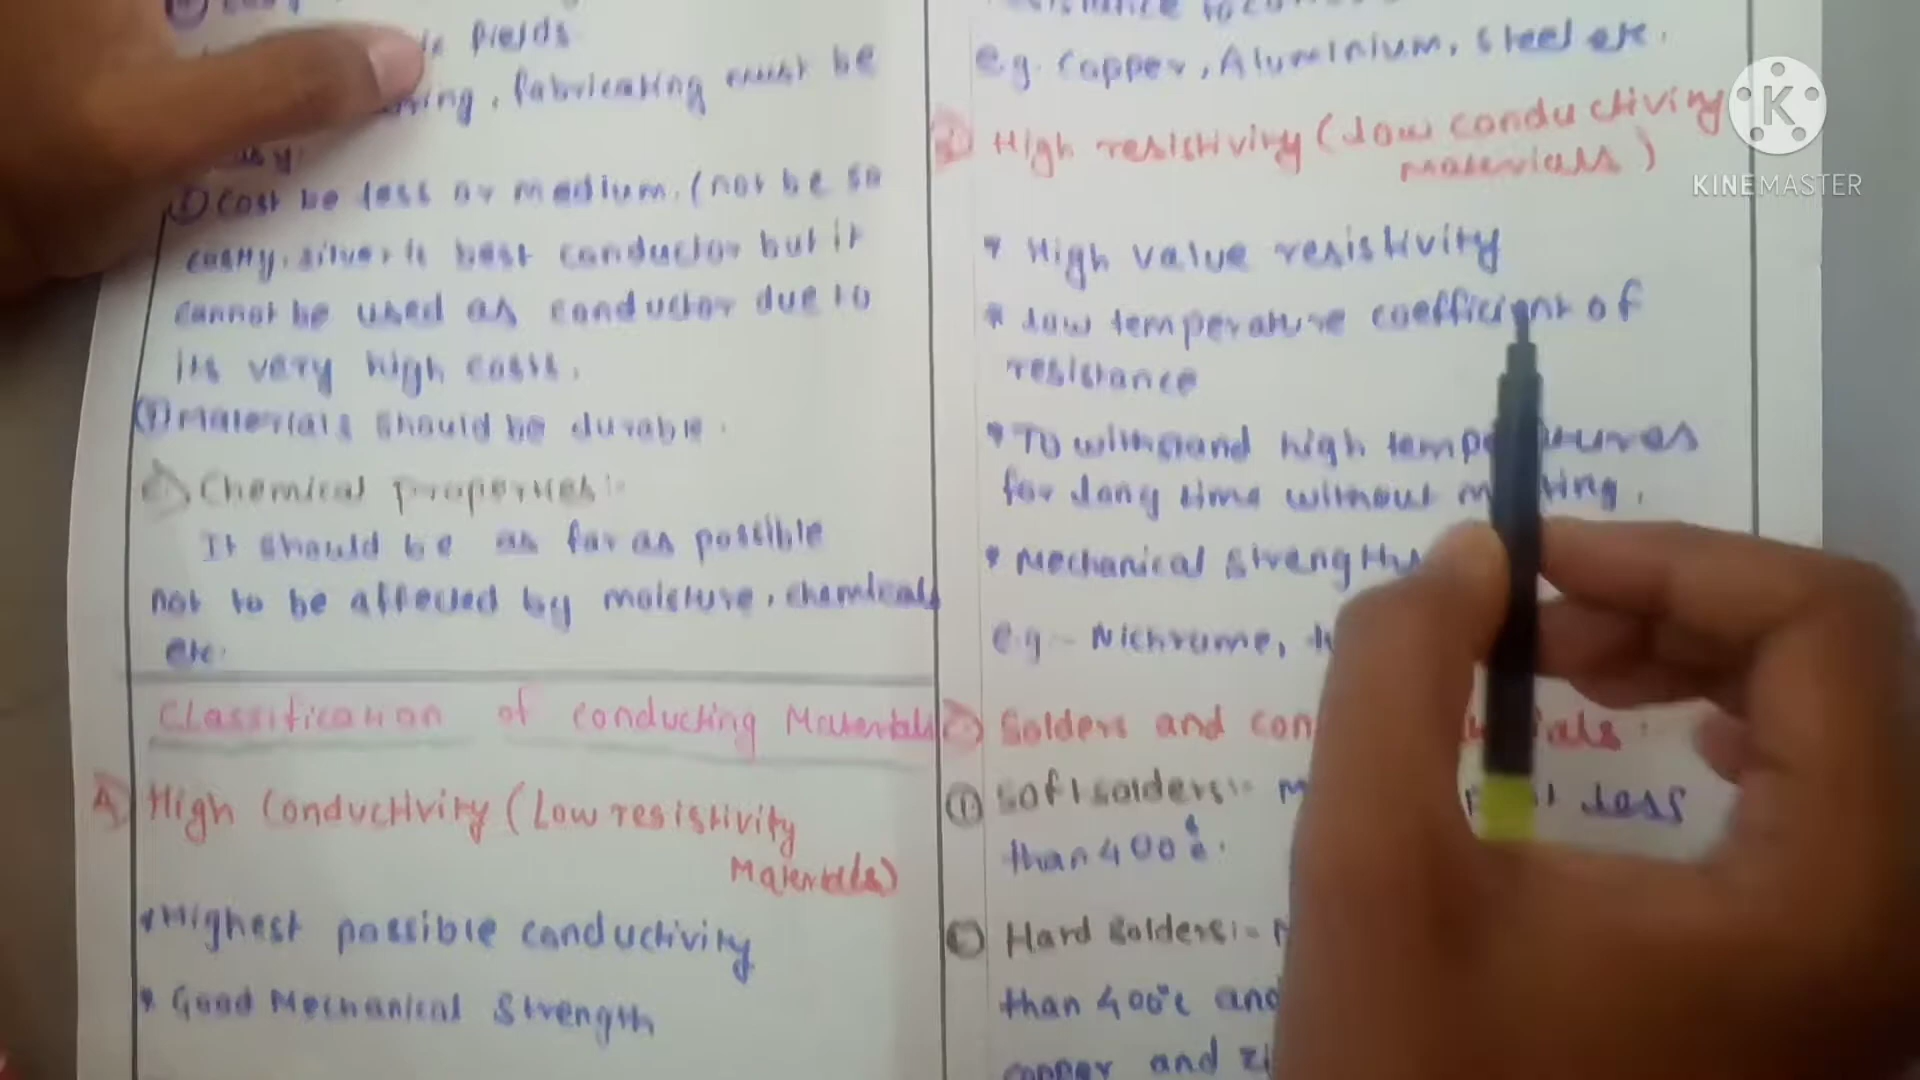 fields
fabricating must be
Cost be less or medium. (not be so
costly. silver is best conductor but it
cannot be used as conductor due to
its very high costs.
Materials should be durable.
Chemical properties:-
It should be as far as possible
not to be affected by moisture, chemicals
etc.
Classification of conducting Materials
A) High Conductivity (Low resistivity
Materials)
* Highest possible conductivity
* Good Mechanical Strength
e.g. Copper, Aluminium, Steel etc.
High resistivity (Low conductiving
materials)
* High value resistivity
* Low temperature coefficient of
resistance
* To withstand high temperatures
for long time without
* Mechanical Strength
e.g - Nichrome,
Solders and
① Soft solders:-
less
than 400°c.
Hard Solders:-
than 400°c and
copper and
KINEMASTER